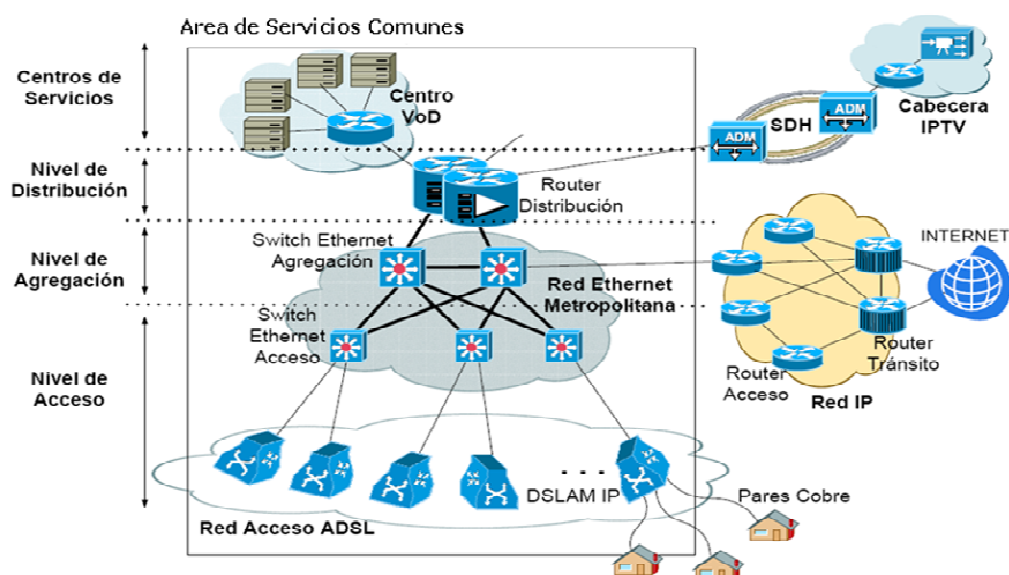 Area de Servicios Comunes
Centros de
Servicios
Centro
VoD
SDH
ADM
ADM
Cabecera
IPTV
Nivel de
Distribución
Router
Distribución
Nivel de
Agregación
Switch Ethernet
Agregación
Red Ethernet
Metropolitana
INTERNET
Switch
Ethernet
Acceso
Router
Tránsito
Router
Acceso
Red IP
Nivel de
Acceso
DSLAM IP
Pares Cobre
Red Acceso ADSL